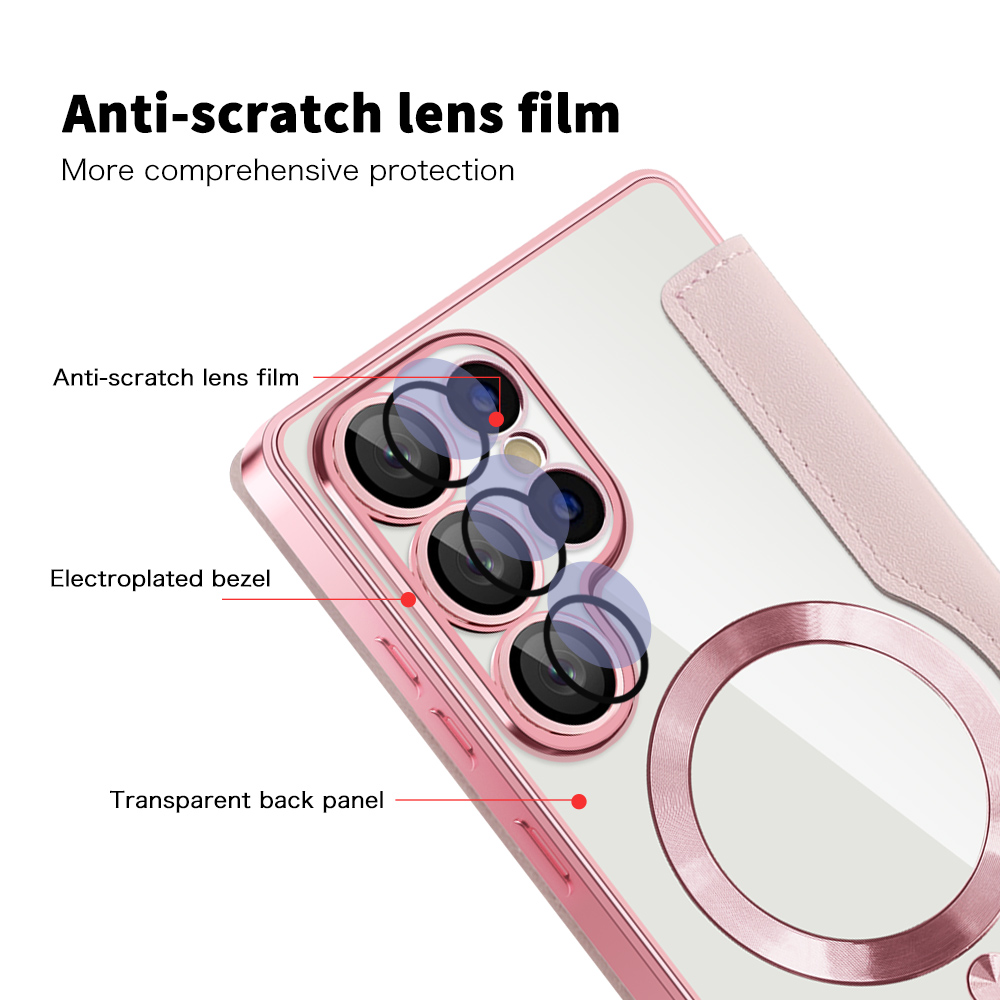 Anti-scratch lens film
More comprehensive protection
Anti-scratch lens film
Electroplated bezel
Transparent back panel